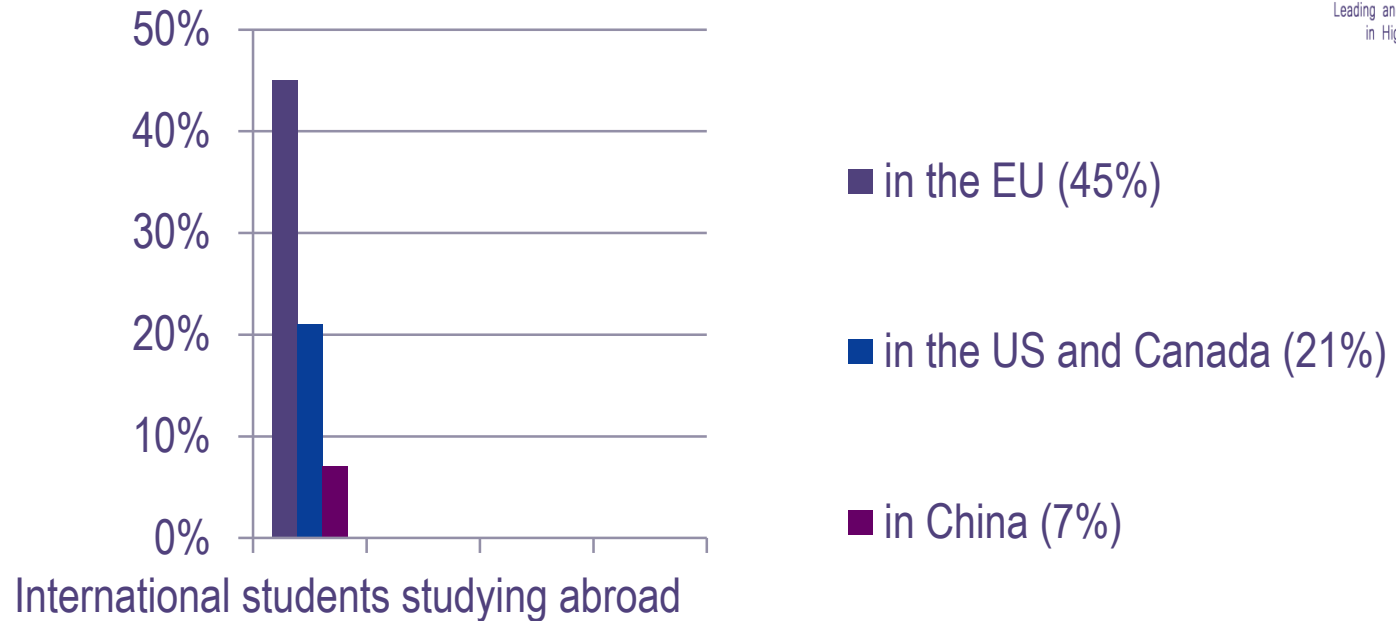 Leading an
in Hig
50%
40%
30%
20%
10%
0%
International students studying abroad
in the EU (45%)
in the US and Canada (21%)
in China (7%)